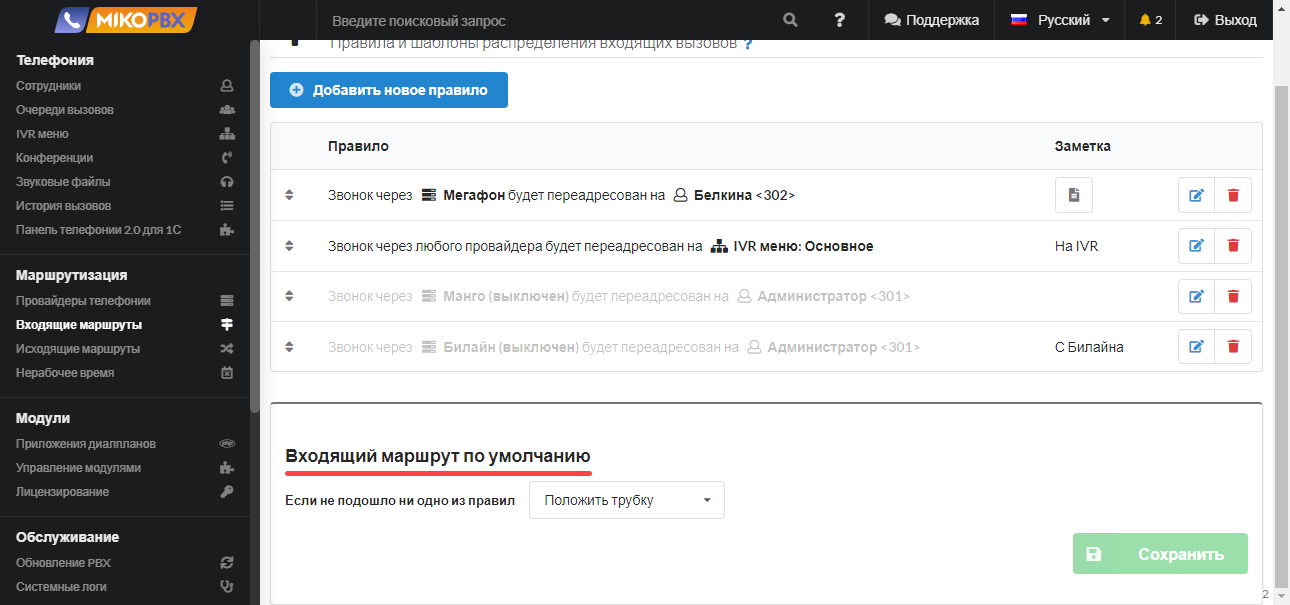 MIKOPBX
Введите поисковый запрос
?
Поддержка
Русский
2
Выход
Телефония
Сотрудники
Очереди вызовов
IVR меню
Конференции
Звуковые файлы
История вызовов
Панель телефонии 2.0 для 1С
Маршрутизация
Провайдеры телефонии
Входящие маршруты
Исходящие маршруты
Нерабочее время
Модули
Приложения диалпланов
Управление модулями
Лицензирование
Обслуживание
Обновление PBX
Системные логи
Правила и шаблоны распределения входящих вызовов ?
Добавить новое правило
Правило Заметка
Звонок через Мегафон будет переадресован на Белкина <302>
Звонок через любого провайдера будет переадресован на IVR меню: Основное На IVR
Звонок через Манго (выключен) будет переадресован на Администратор <301>
Звонок через Билайн (выключен) будет переадресован на Администратор <301> С Билайна
Входящий маршрут по умолчанию
Если не подошло ни одно из правил Положить трубку
Сохранить
2